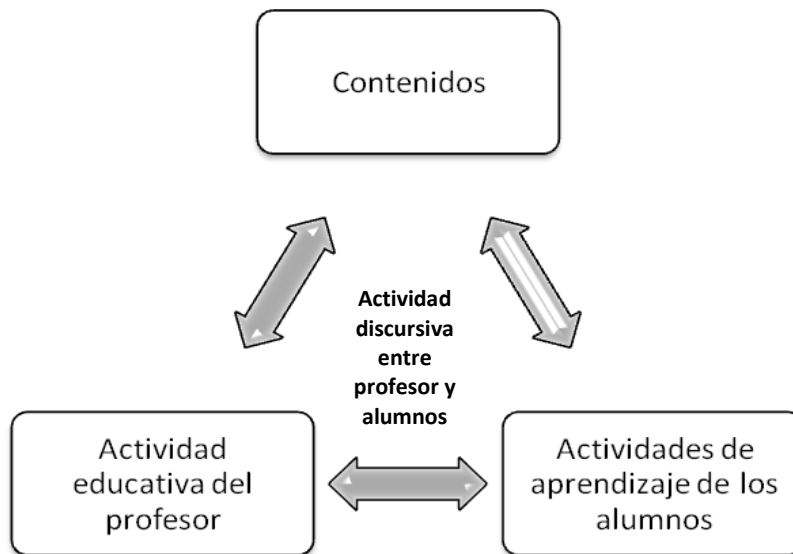 Contenidos
Actividad
discursiva
entre
profesor y
alumnos
Actividad
educativa del
profesor
Actividades de
aprendizaje de los
alumnos